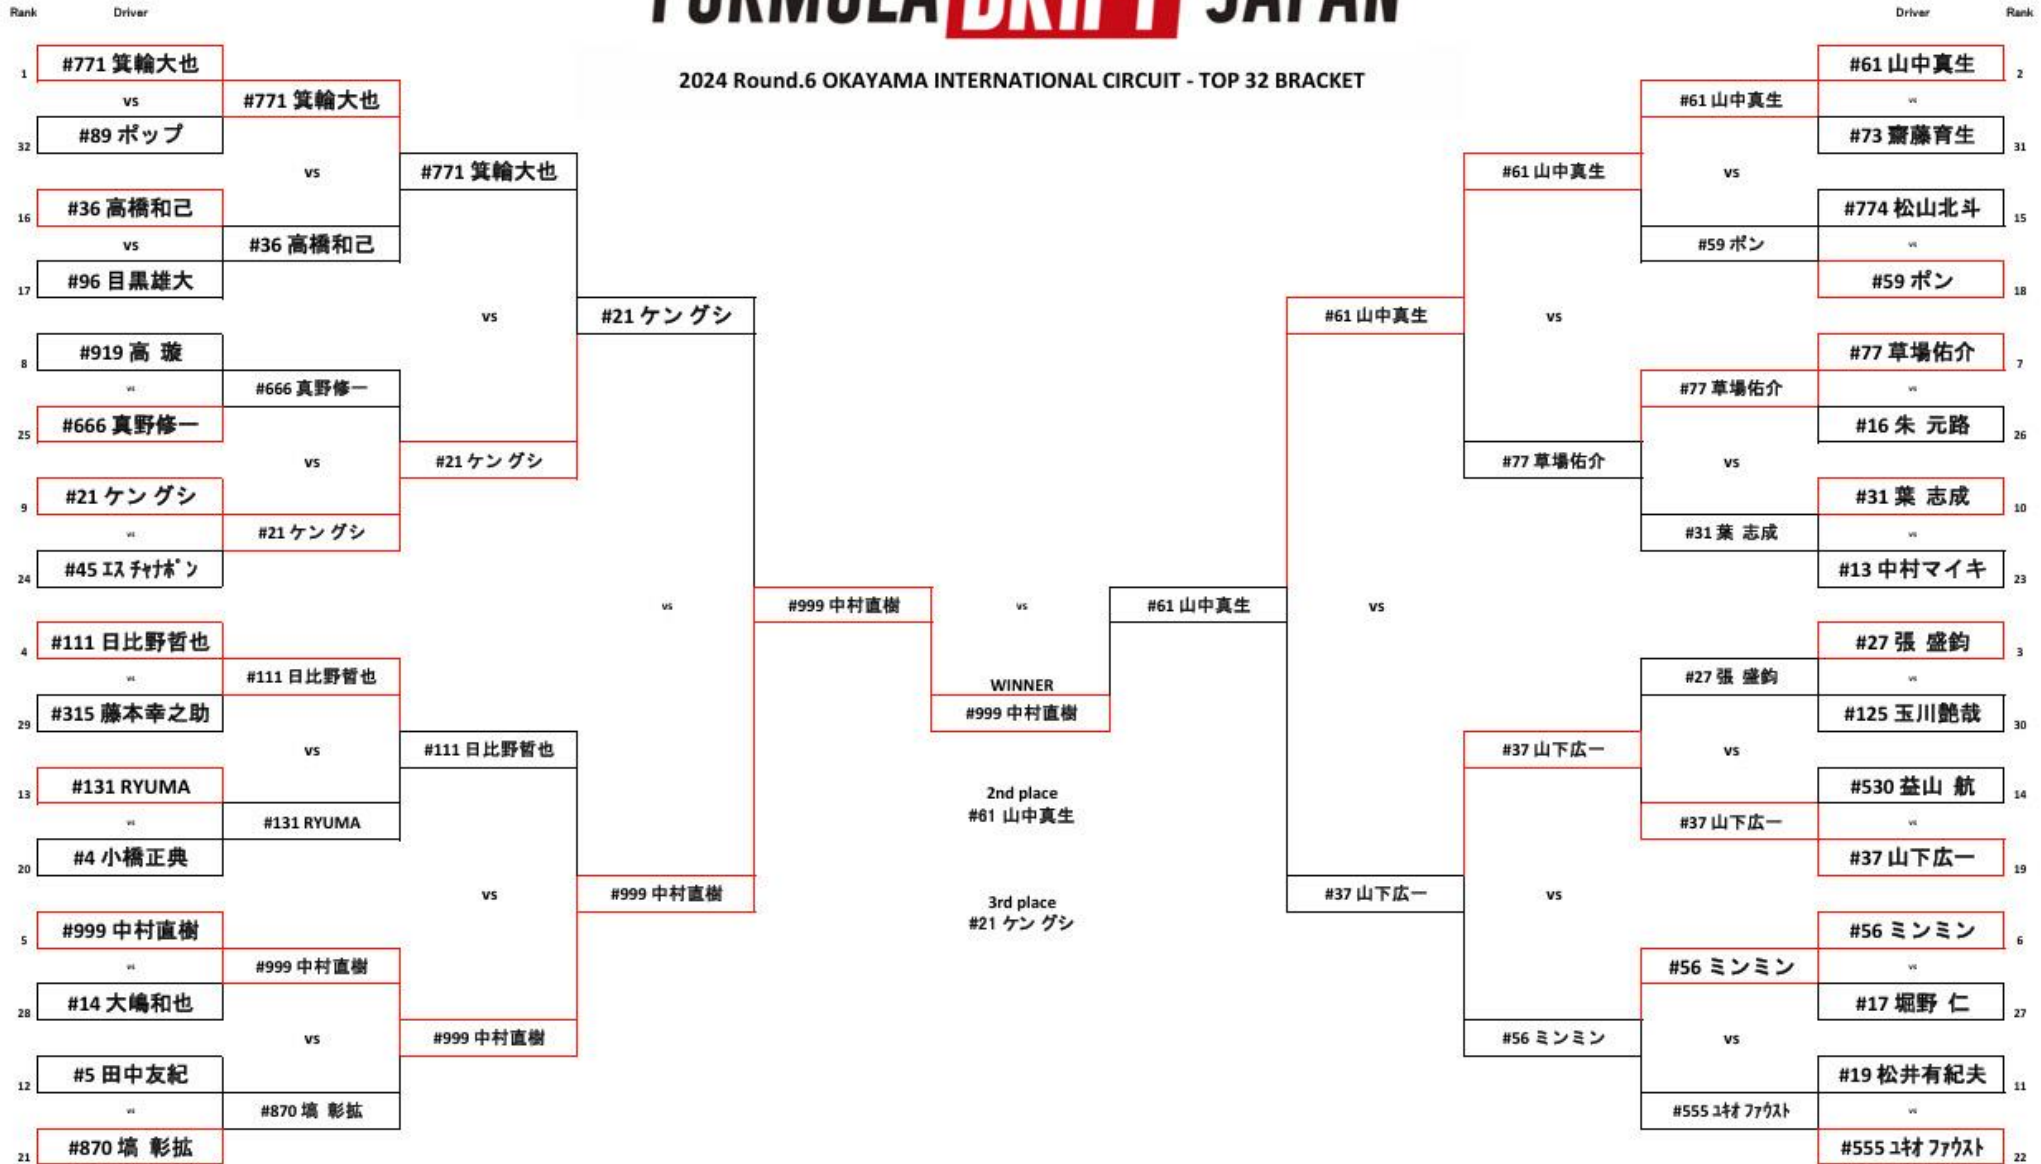 FORMULA DRIFT JAPAN
2024 Round.6 OKAYAMA INTERNATIONAL CIRCUIT - TOP 32 BRACKET
Rank Driver
1 #771 箕輪大也
vs
32 #89 ポップ
16 #36 高橋和己
vs
17 #96 目黒雄大
8 #919 高 璇
vs
25 #666 真野修一
9 #21 ケン グシ
vs
24 #45 エス チャナポン
4 #111 日比野哲也
vs
29 #315 藤本幸之助
13 #131 RYUMA
vs
20 #4 小橋正典
5 #999 中村直樹
vs
28 #14 大嶋和也
12 #5 田中友紀
vs
21 #870 塙 彰拡
#771 箕輪大也
vs
#36 高橋和己
#666 真野修一
vs
#21 ケン グシ
#111 日比野哲也
vs
#131 RYUMA
#999 中村直樹
vs
#870 塙 彰拡
#771 箕輪大也
vs
#21 ケン グシ
#111 日比野哲也
vs
#999 中村直樹
#21 ケン グシ
vs
#999 中村直樹
#999 中村直樹
vs
#61 山中真生
WINNER
#999 中村直樹
2nd place
#61 山中真生
3rd place
#21 ケン グシ
#61 山中真生
vs
#37 山下広一
#61 山中真生
vs
#77 草場佑介
#37 山下広一
vs
#56 ミンミン
#61 山中真生
vs
#59 ポン
#77 草場佑介
vs
#31 葉 志成
#27 張 盛鈞
vs
#37 山下広一
#56 ミンミン
vs
#555 ユキオ ファウスト
Driver Rank
#61 山中真生 2
vs
#73 齋藤育生 31
#774 松山北斗 15
vs
#59 ポン 18
#77 草場佑介 7
vs
#16 朱 元路 26
#31 葉 志成 10
vs
#13 中村マイキ 23
#27 張 盛鈞 3
vs
#125 玉川艶哉 30
#530 益山 航 14
vs
#37 山下広一 19
#56 ミンミン 6
vs
#17 堀野 仁 27
#19 松井有紀夫 11
vs
#555 ユキオ ファウスト 22